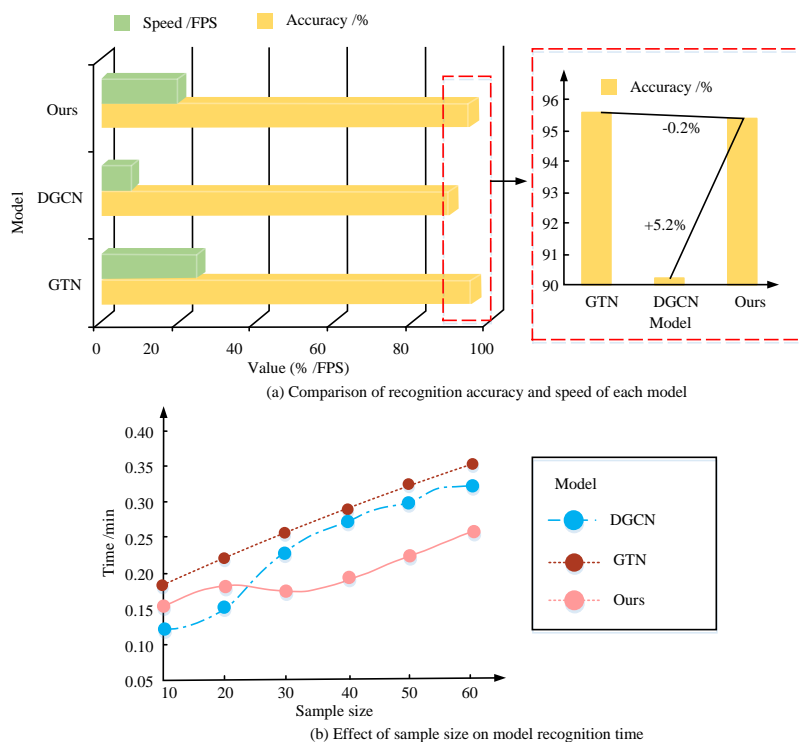 Speed /FPS
Accuracy /%
Model
Ours
DGCN
GTN
0
20
40
60
80
100
Value (% /FPS)
Accuracy /%
96
95
94
93
92
91
90
-0.2%
+5.2%
GTN
DGCN
Ours
Model
(a) Comparison of recognition accuracy and speed of each model
Time /min
0.40
0.30
0.25
0.20
0.15
0.10
0.05
10
20
30
40
50
60
Sample size
Model
DGCN
GTN
Ours
(b) Effect of sample size on model recognition time